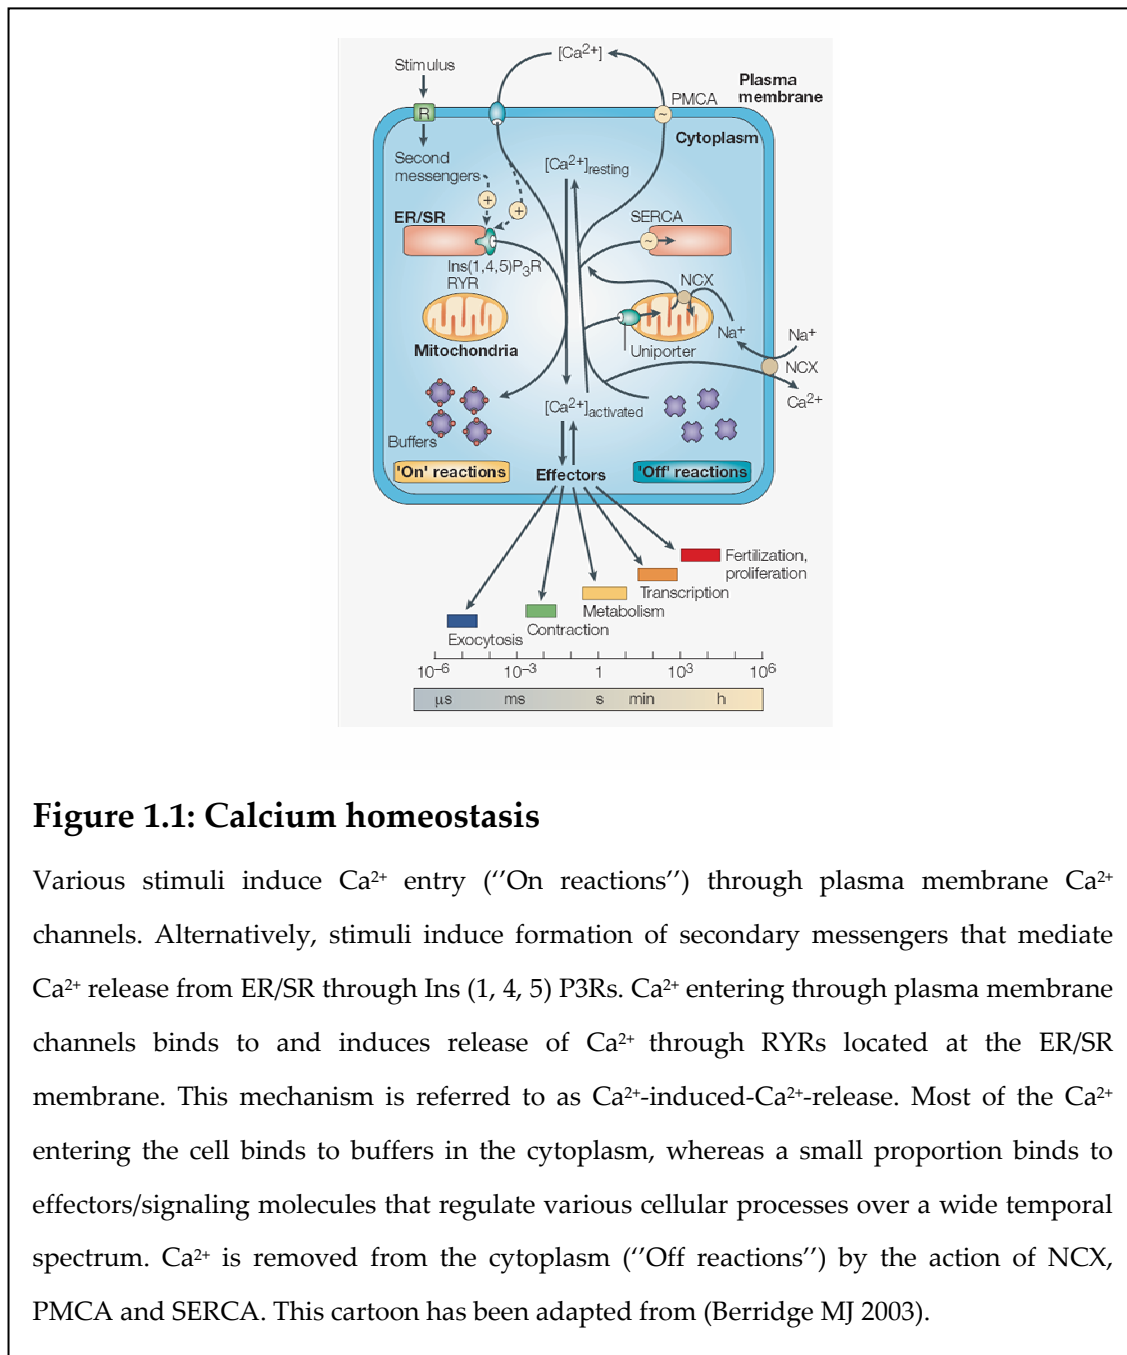 [Ca²⁺]
Stimulus
Plasma
membrane
PMCA
R
~
Cytoplasm
Second
messengers
[Ca²⁺]resting
+
+
ER/SR
SERCA
~
Ins(1,4,5)P₃R
RYR
NCX
Na⁺
Na⁺
Mitochondria
Uniporter
NCX
Ca²⁺
[Ca²⁺]activated
Buffers
'On' reactions
Effectors
'Off' reactions
Fertilization,
proliferation
Transcription
Metabolism
Contraction
Exocytosis
10⁻⁶ 10⁻³ 1 10³ 10⁶
µs ms s min h
Figure 1.1: Calcium homeostasis
Various stimuli induce Ca²⁺ entry (‘‘On reactions’’) through plasma membrane Ca²⁺
channels. Alternatively, stimuli induce formation of secondary messengers that mediate
Ca²⁺ release from ER/SR through Ins (1, 4, 5) P3Rs. Ca²⁺ entering through plasma membrane
channels binds to and induces release of Ca²⁺ through RYRs located at the ER/SR
membrane. This mechanism is referred to as Ca²⁺-induced-Ca²⁺-release. Most of the Ca²⁺
entering the cell binds to buffers in the cytoplasm, whereas a small proportion binds to
effectors/signaling molecules that regulate various cellular processes over a wide temporal
spectrum. Ca²⁺ is removed from the cytoplasm (‘‘Off reactions’’) by the action of NCX,
PMCA and SERCA. This cartoon has been adapted from (Berridge MJ 2003).